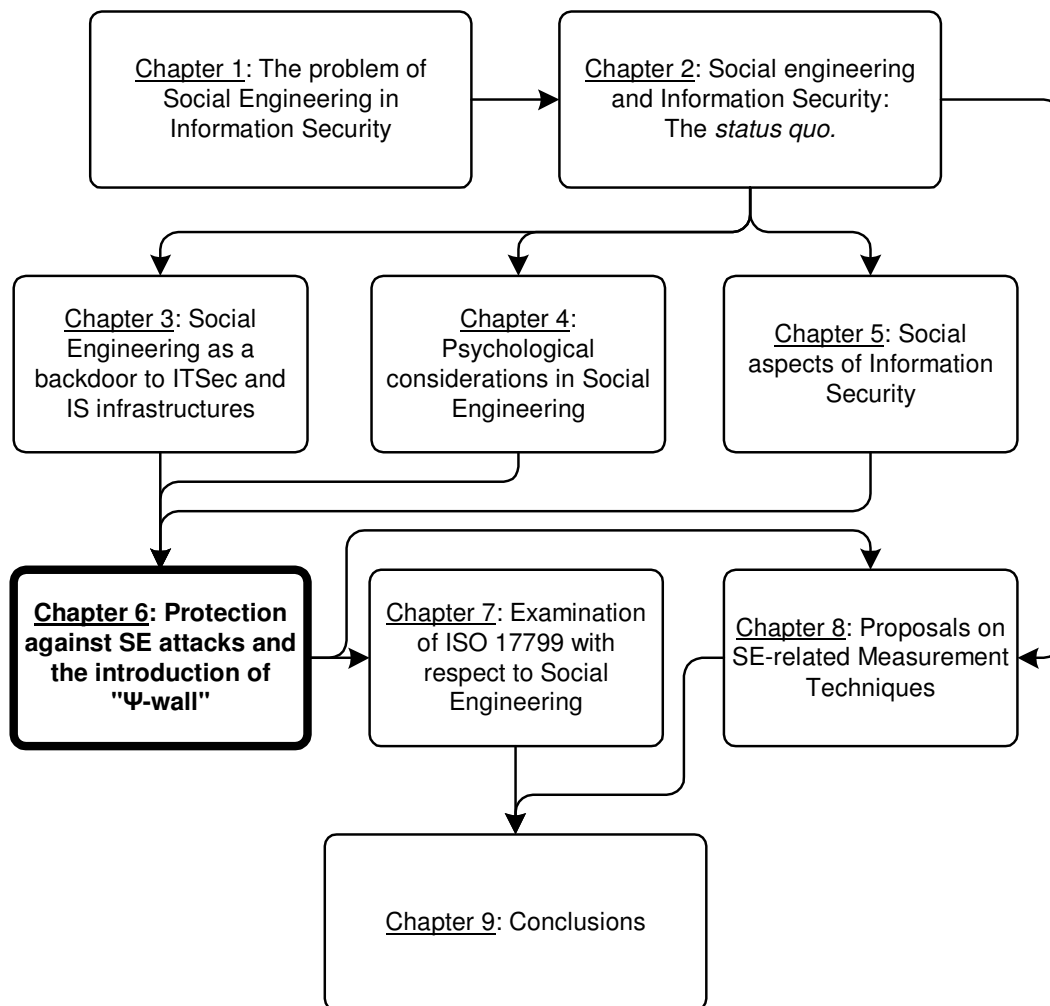 Chapter 1: The problem of
Social Engineering in
Information Security
Chapter 2: Social engineering
and Information Security:
The status quo.
Chapter 3: Social
Engineering as a
backdoor to ITSec and
IS infrastructures
Chapter 4:
Psychological
considerations in Social
Engineering
Chapter 5: Social
aspects of Information
Security
Chapter 6: Protection
against SE attacks and
the introduction of
"Ψ-wall"
Chapter 7: Examination
of ISO 17799 with
respect to Social
Engineering
Chapter 8: Proposals on
SE-related Measurement
Techniques
Chapter 9: Conclusions